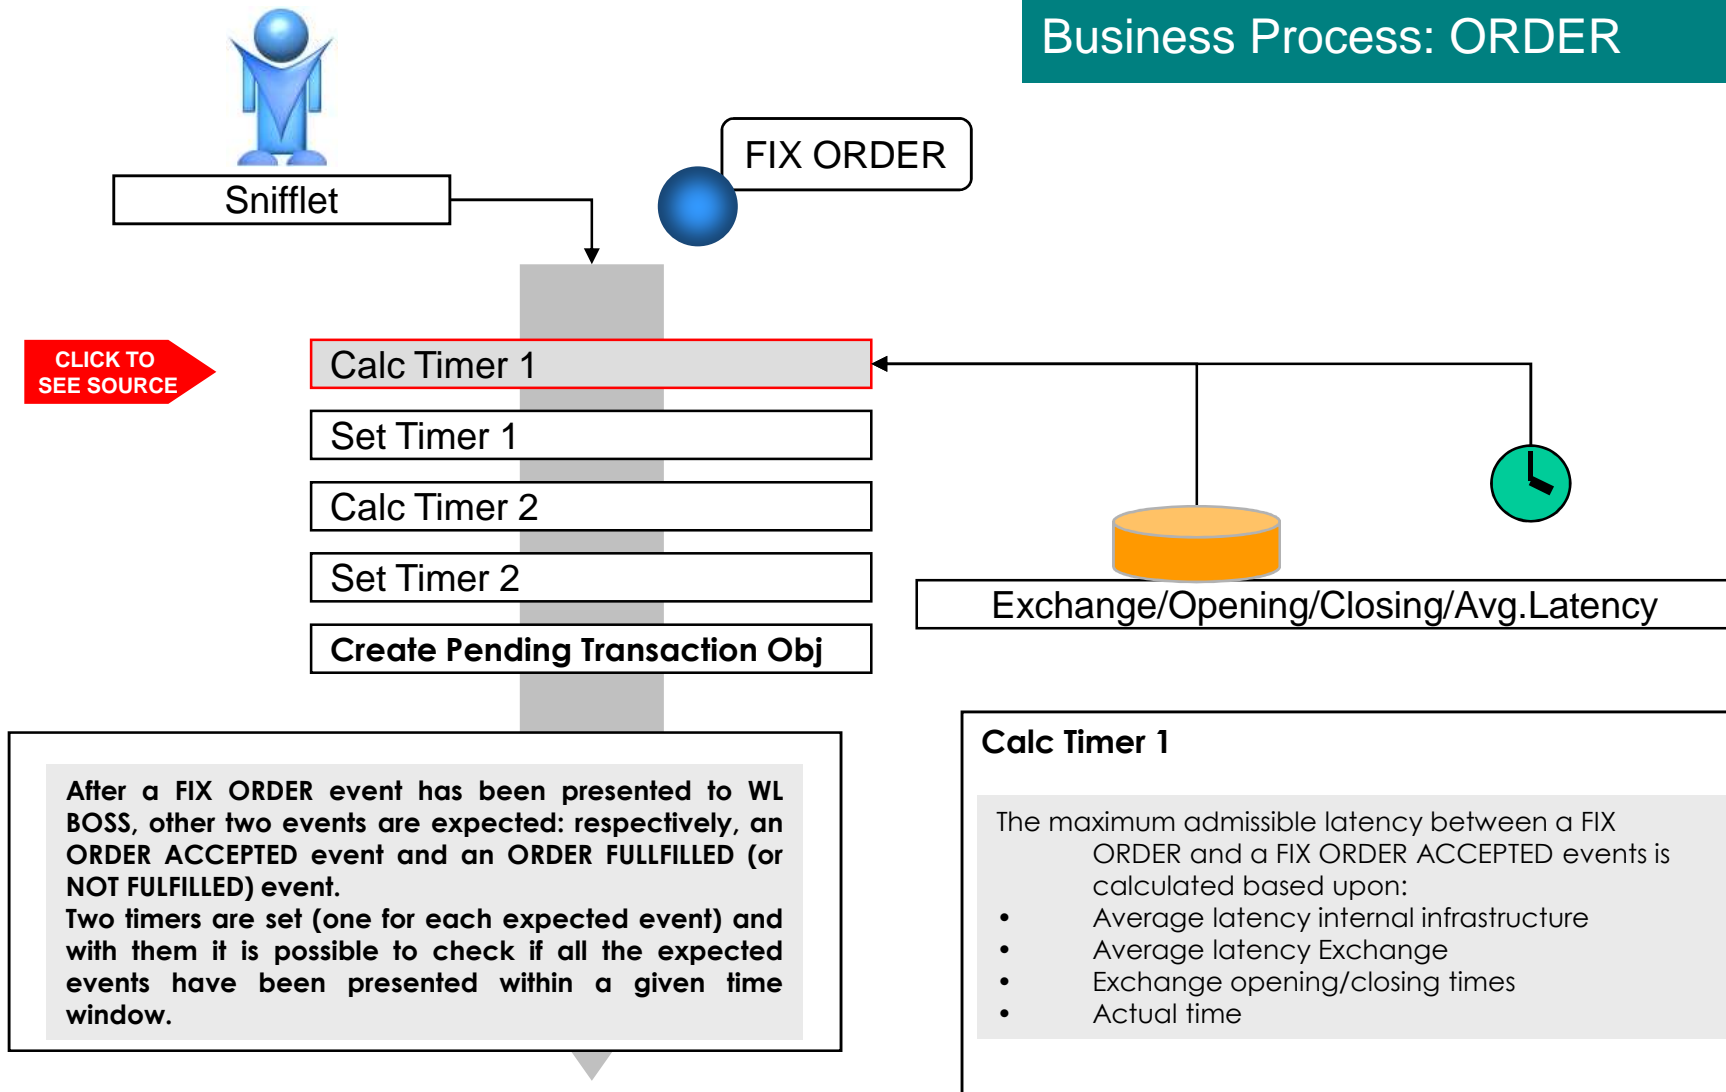 Business Process: ORDER
FIX ORDER
Snifflet
CLICK TO
SEE SOURCE
Calc Timer 1
Set Timer 1
Calc Timer 2
Set Timer 2
Create Pending Transaction Obj
Exchange/Opening/Closing/Avg.Latency
After a FIX ORDER event has been presented to WL
BOSS, other two events are expected: respectively, an
ORDER ACCEPTED event and an ORDER FULLFILLED (or
NOT FULFILLED) event.
Two timers are set (one for each expected event) and
with them it is possible to check if all the expected
events have been presented within a given time
window.
Calc Timer 1
The maximum admissible latency between a FIX
ORDER and a FIX ORDER ACCEPTED events is
calculated based upon:
• Average latency internal infrastructure
• Average latency Exchange
• Exchange opening/closing times
• Actual time